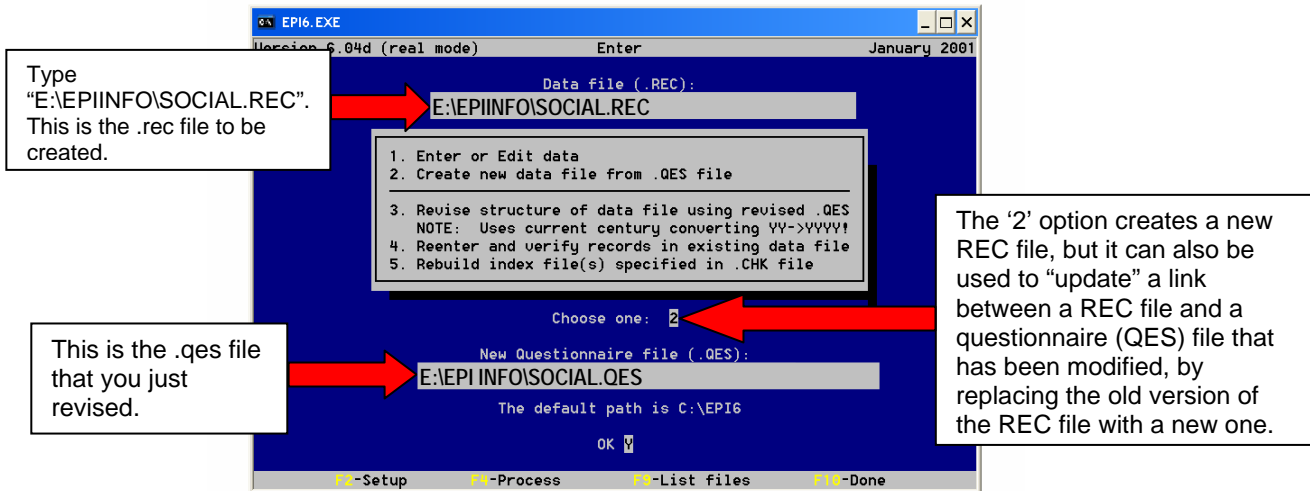 EPI6.EXE
Version 6.04d (real mode) Enter January 2001
Type
“E:\EPIINFO\SOCIAL.REC”.
This is the .rec file to be
created.
Data file (.REC):
E:\EPIINFO\SOCIAL.REC
1. Enter or Edit data
2. Create new data file from .QES file
3. Revise structure of data file using revised .QES
NOTE: Uses current century converting YY->YYYY!
4. Reenter and verify records in existing data file
5. Rebuild index file(s) specified in .CHK file
Choose one: 2
The ‘2’ option creates a new
REC file, but it can also be
used to “update” a link
between a REC file and a
questionnaire (QES) file that
has been modified, by
replacing the old version of
the REC file with a new one.
This is the .qes file
that you just
revised.
New Questionnaire file (.QES):
E:\EPI INFO\SOCIAL.QES
The default path is C:\EPI6
OK Y
F2-Setup F4-Process F9-List files F10-Done